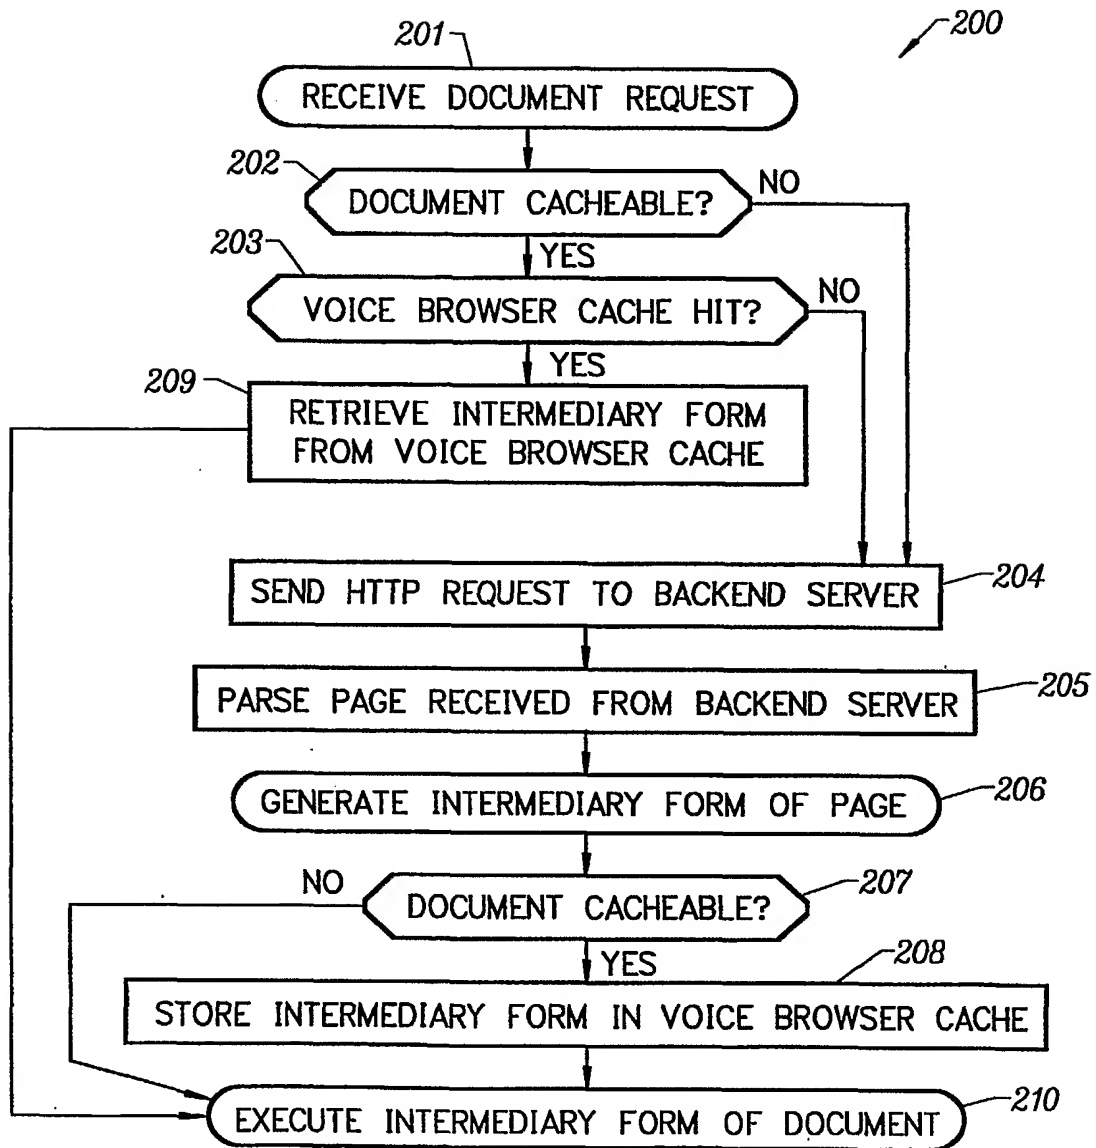 200
201
RECEIVE DOCUMENT REQUEST
202
DOCUMENT CACHEABLE?
NO
YES
203
VOICE BROWSER CACHE HIT?
NO
YES
209
RETRIEVE INTERMEDIARY FORM
FROM VOICE BROWSER CACHE
SEND HTTP REQUEST TO BACKEND SERVER
204
PARSE PAGE RECEIVED FROM BACKEND SERVER
205
GENERATE INTERMEDIARY FORM OF PAGE
206
NO
DOCUMENT CACHEABLE?
207
YES
208
STORE INTERMEDIARY FORM IN VOICE BROWSER CACHE
EXECUTE INTERMEDIARY FORM OF DOCUMENT
210